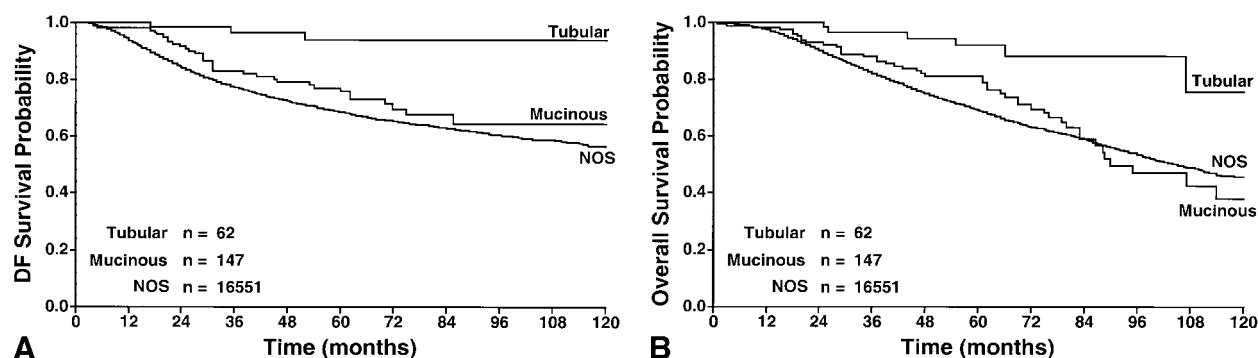 DF Survival Probability
1.0
0.8
0.6
0.4
0.2
0.0
Tubular
Mucinous
NOS
Tubular n = 62
Mucinous n = 147
NOS n = 16551
0 12 24 36 48 60 72 84 96 108 120
Time (months)
A
Overall Survival Probability
1.0
0.8
0.6
0.4
0.2
0.0
Tubular
NOS
Mucinous
Tubular n = 62
Mucinous n = 147
NOS n = 16551
0 12 24 36 48 60 72 84 96 108 120
Time (months)
B